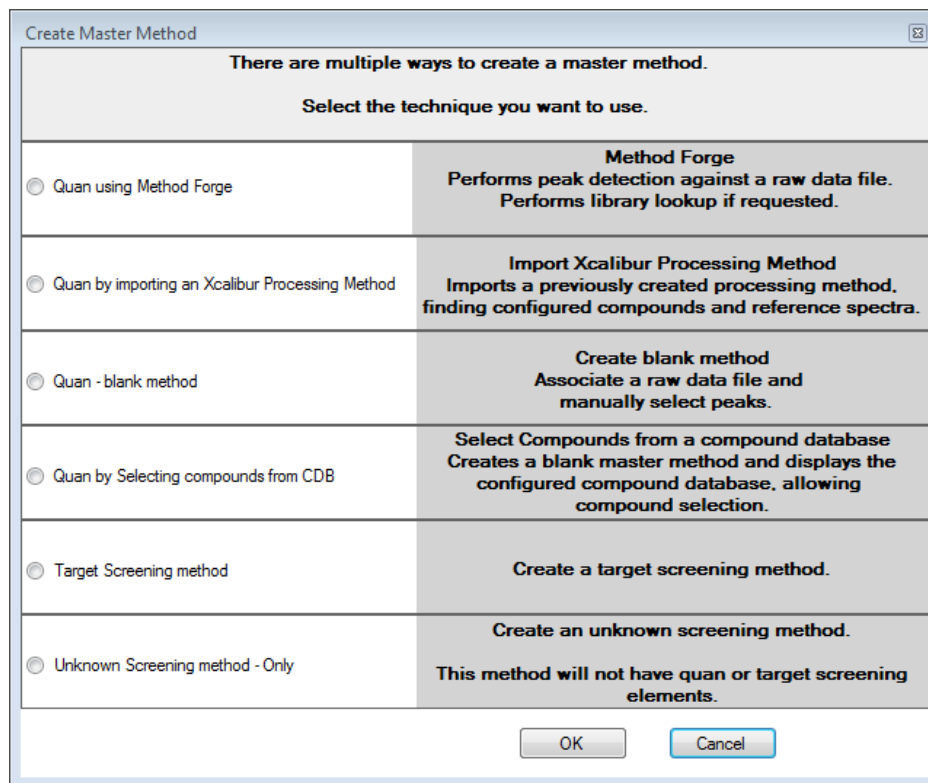 Create Master Method
There are multiple ways to create a master method.
Select the technique you want to use.
Quan using Method Forge
Method Forge
Performs peak detection against a raw data file.
Performs library lookup if requested.
Quan by importing an Xcalibur Processing Method
Import Xcalibur Processing Method
Imports a previously created processing method,
finding configured compounds and reference spectra.
Quan - blank method
Create blank method
Associate a raw data file and
manually select peaks.
Quan by Selecting compounds from CDB
Select Compounds from a compound database
Creates a blank master method and displays the
configured compound database, allowing
compound selection.
Target Screening method
Create a target screening method.
Unknown Screening method - Only
Create an unknown screening method.
This method will not have quan or target screening
elements.
OK
Cancel